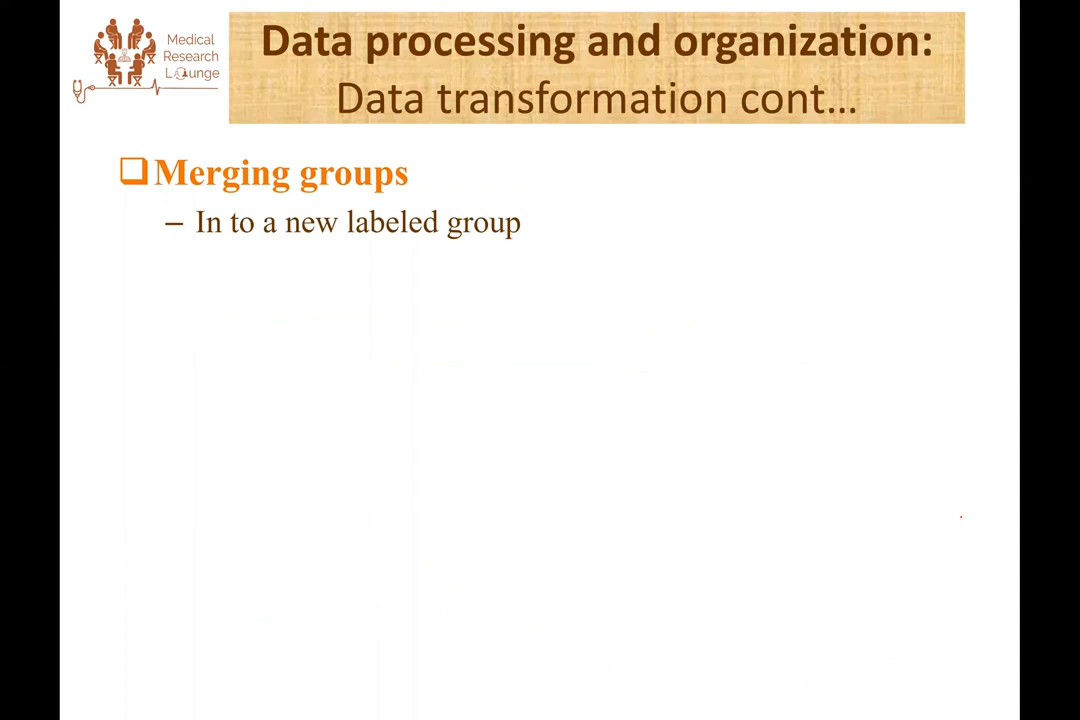 Medical
Research
Lounge
Data processing and organization:
Data transformation cont...
Merging groups
– In to a new labeled group